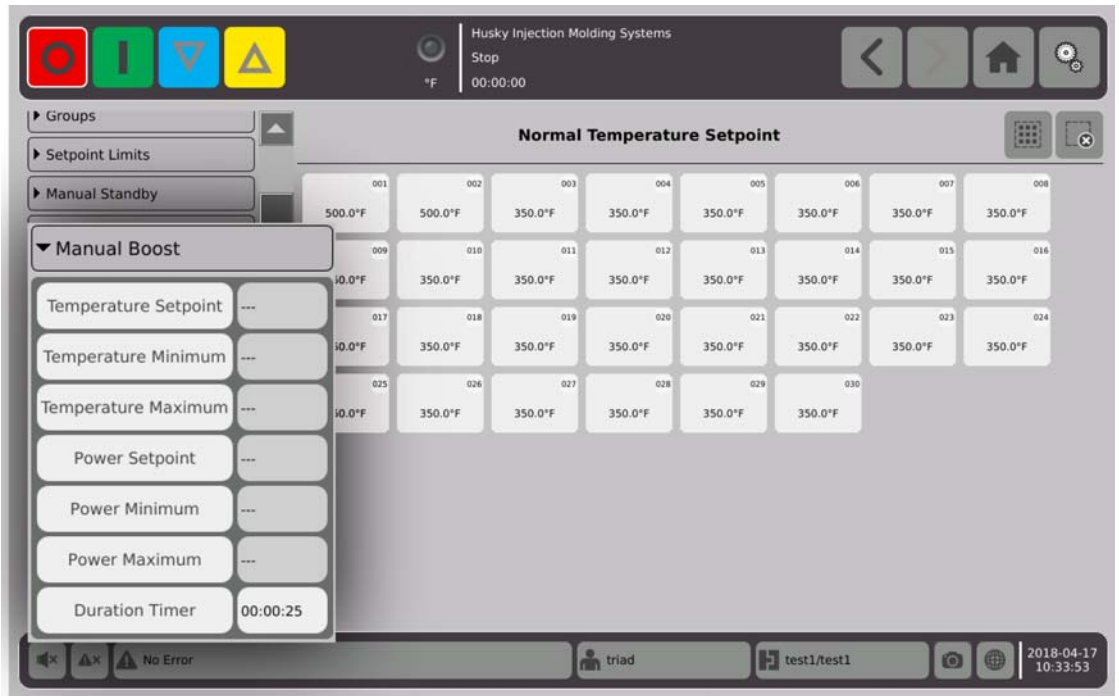 Husky Injection Molding Systems
Stop
°F 00:00:00
Groups
Setpoint Limits
Manual Standby
Normal Temperature Setpoint
001 002 003 004 005 006 007 008
500.0°F 500.0°F 350.0°F 350.0°F 350.0°F 350.0°F 350.0°F 350.0°F
Manual Boost
009 010 011 012 013 014 015 016
350.0°F 350.0°F 350.0°F 350.0°F 350.0°F 350.0°F 350.0°F
Temperature Setpoint ---
017 018 019 020 021 022 023 024
Temperature Minimum ---
350.0°F 350.0°F 350.0°F 350.0°F 350.0°F 350.0°F 350.0°F
025 026 027 028 029 030
Temperature Maximum ---
350.0°F 350.0°F 350.0°F 350.0°F 350.0°F
Power Setpoint ---
Power Minimum ---
Power Maximum ---
Duration Timer 00:00:25
No Error
triad
test1/test1
2018-04-17
10:33:53